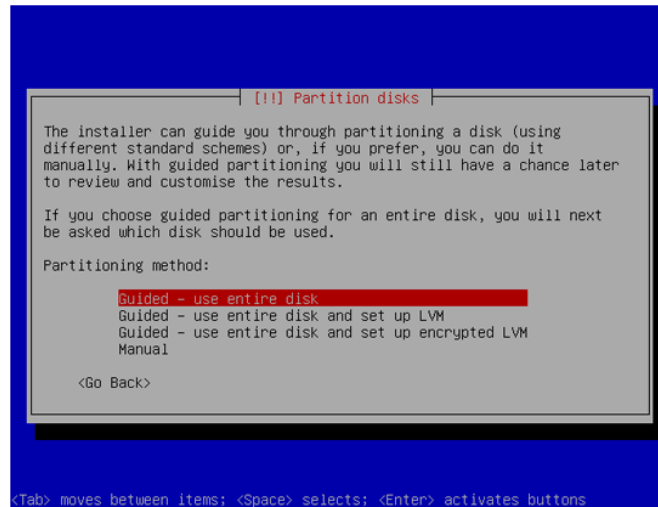 [!!] Partition disks
The installer can guide you through partitioning a disk (using
different standard schemes) or, if you prefer, you can do it
manually. With guided partitioning you will still have a chance later
to review and customise the results.
If you choose guided partitioning for an entire disk, you will next
be asked which disk should be used.
Partitioning method:
Guided – use entire disk
Guided – use entire disk and set up LVM
Guided – use entire disk and set up encrypted LVM
Manual
<Go Back>
<Tab> moves between items; <Space> selects; <Enter> activates buttons